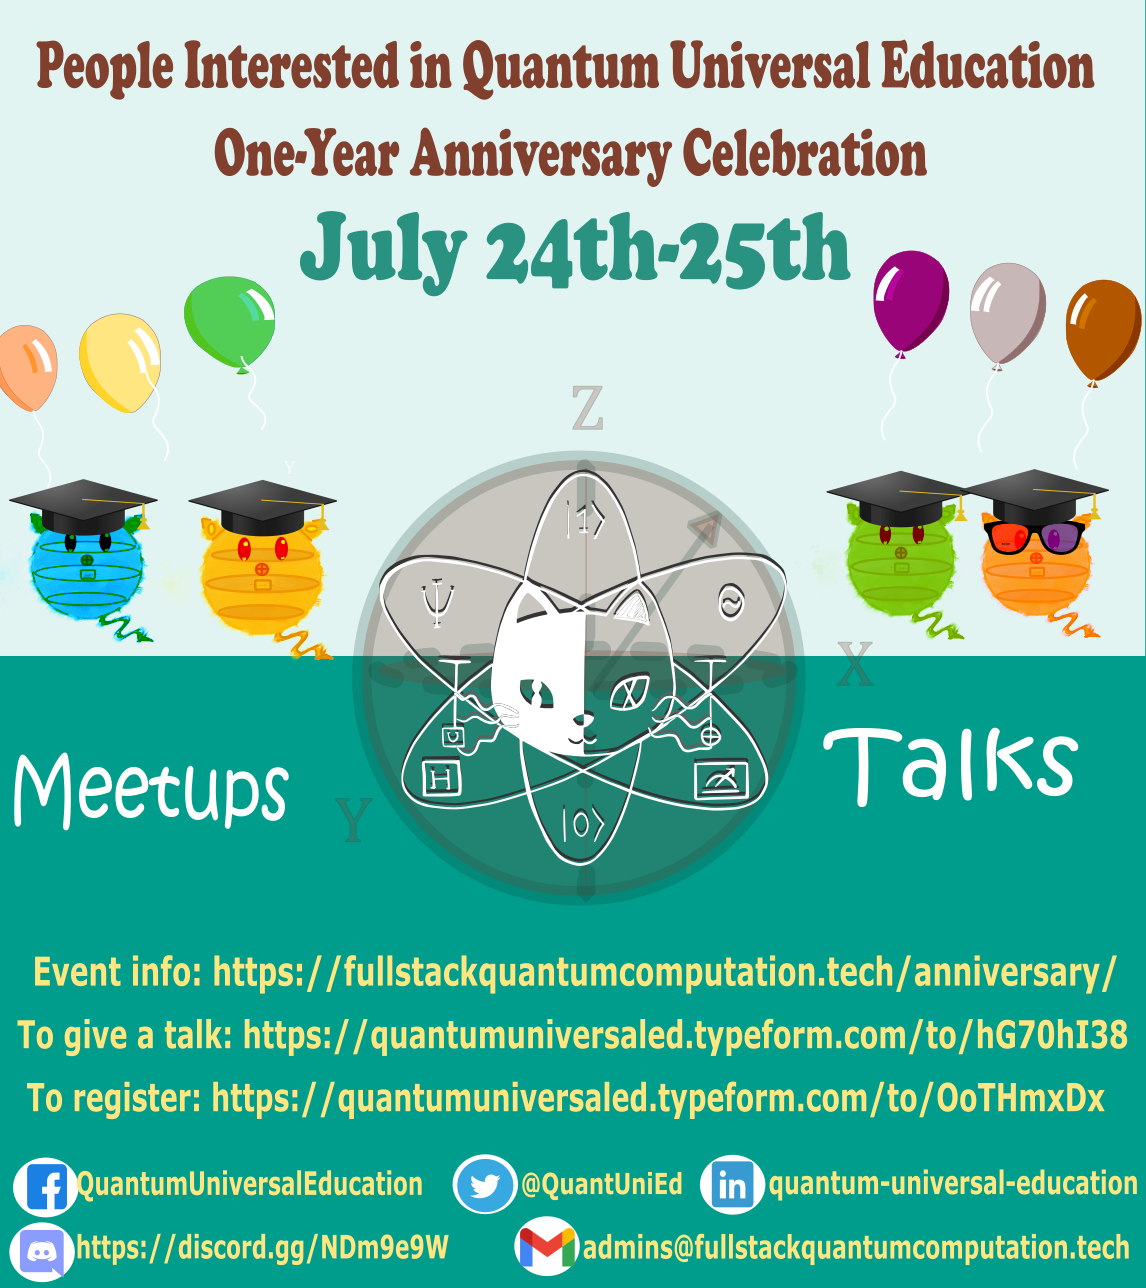 People Interested in Quantum Universal Education
One-Year Anniversary Celebration
July 24th-25th
Z
Y
|1⟩
Ψ
~
X
Meetups
Talks
U
H
Y
|0⟩
Event info: https://fullstackquantumcomputation.tech/anniversary/
To give a talk: https://quantumuniversaled.typeform.com/to/hG70hI38
To register: https://quantumuniversaled.typeform.com/to/OoTHmxDx
QuantumUniversalEducation
@QuantUniEd
quantum-universal-education
https://discord.gg/NDm9e9W
admins@fullstackquantumcomputation.tech